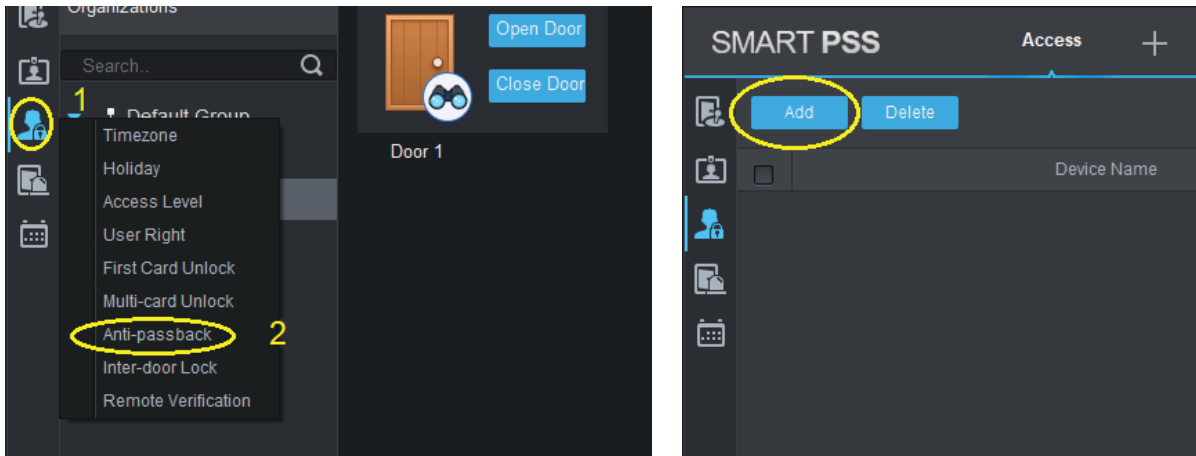 Organizations
Open Door
Search..
Close Door
1
Default Group
Timezone
Door 1
Holiday
Access Level
User Right
First Card Unlock
Multi-card Unlock
Anti-passback 2
Inter-door Lock
Remote Verification
SMART PSS Access +
Add Delete
Device Name